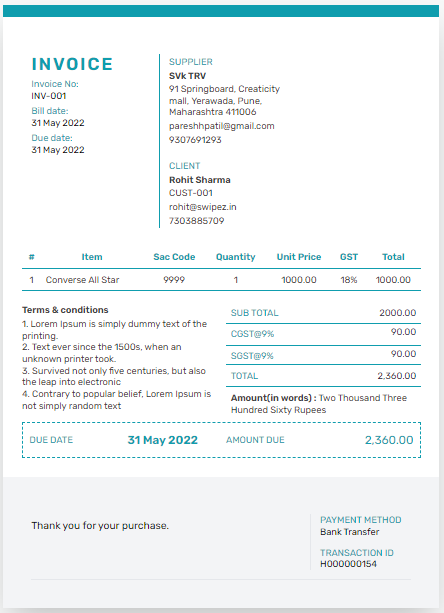 INVOICE
Invoice No:
INV-001
Bill date:
31 May 2022
Due date:
31 May 2022
SUPPLIER
SVk TRV
91 Springboard, Creaticity
mall, Yerawada, Pune,
Maharashtra 411006
pareshhpatil@gmail.com
9307691293
CLIENT
Rohit Sharma
CUST-001
rohit@swipez.in
7303885709
# Item Sac Code Quantity Unit Price GST Total
1 Converse All Star 9999 1 1000.00 18% 1000.00
Terms & conditions
1. Lorem Ipsum is simply dummy text of the
printing.
2. Text ever since the 1500s, when an
unknown printer took.
3. Survived not only five centuries, but also
the leap into electronic
4. Contrary to popular belief, Lorem Ipsum is
not simply random text
SUB TOTAL 2000.00
CGST@9% 90.00
SGST@9% 90.00
TOTAL 2,360.00
Amount(in words) : Two Thousand Three
Hundred Sixty Rupees
DUE DATE 31 May 2022 AMOUNT DUE 2,360.00
Thank you for your purchase.
PAYMENT METHOD
Bank Transfer
TRANSACTION ID
H000000154